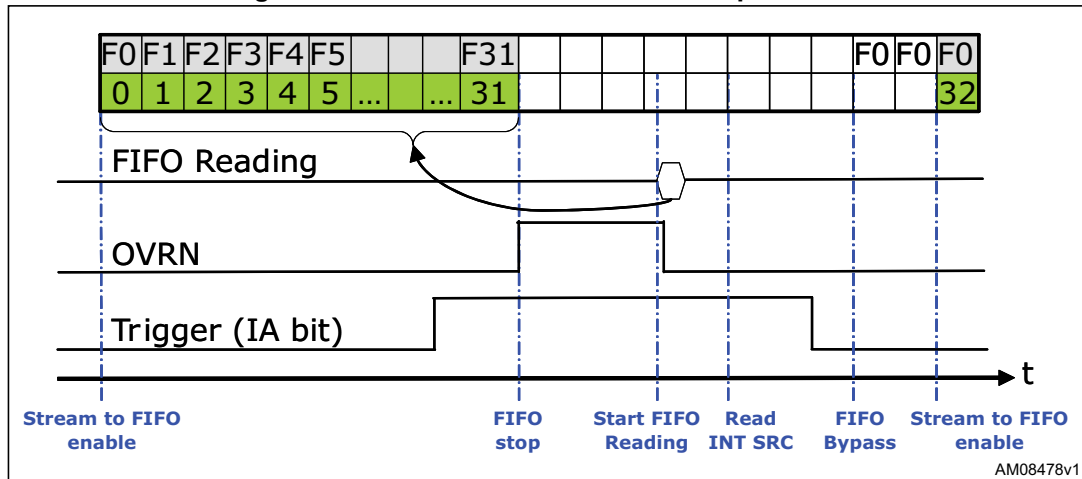 F0 F1 F2 F3 F4 F5 F31 F0 F0 F0
0 1 2 3 4 5 ... ... 31 32
FIFO Reading
OVRN
Trigger (IA bit)
t
Stream to FIFO enable
FIFO stop
Start FIFO Reading
Read INT SRC
FIFO Bypass
Stream to FIFO enable
AM08478v1